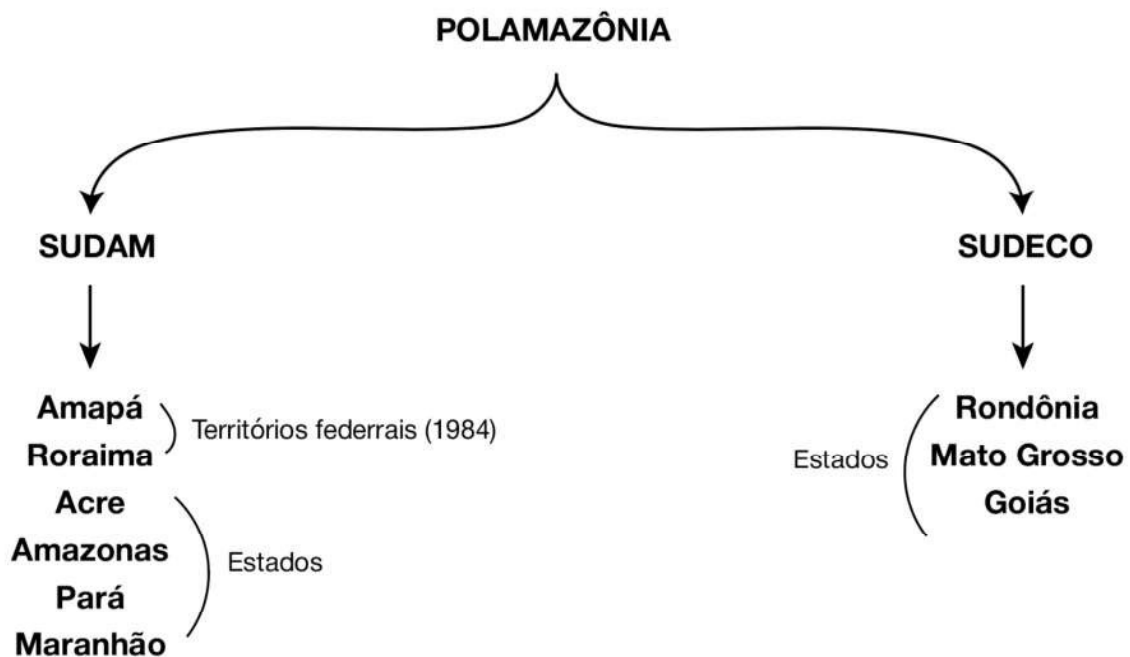 POLAMAZÔNIA
SUDAM
SUDECO
Amapá
Roraima
Territórios federrais (1984)
Acre
Amazonas
Pará
Maranhão
Estados
Rondônia
Mato Grosso
Goiás
Estados